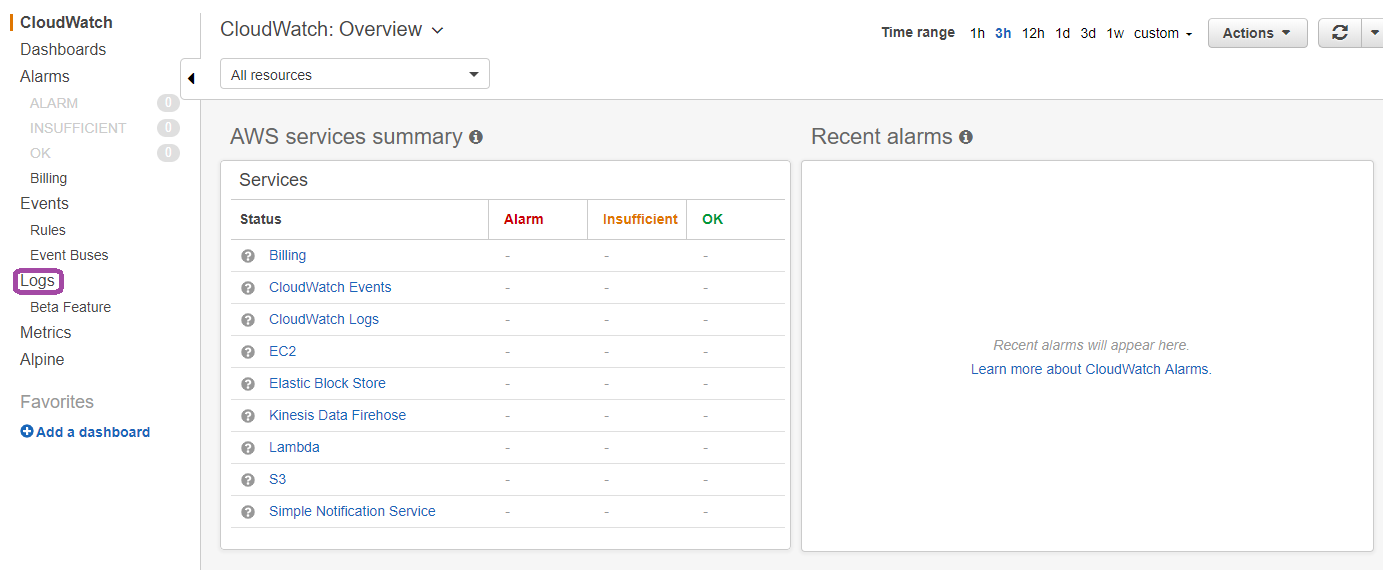 CloudWatch
Dashboards
Alarms
ALARM 0
INSUFFICIENT 0
OK 0
Billing
Events
Rules
Event Buses
Logs
Beta Feature
Metrics
Alpine
Favorites
Add a dashboard
CloudWatch: Overview
Time range 1h 3h 12h 1d 3d 1w custom
Actions
All resources
AWS services summary
Services
Status Alarm Insufficient OK
Billing - - -
CloudWatch Events - - -
CloudWatch Logs - - -
EC2 - - -
Elastic Block Store - - -
Kinesis Data Firehose - - -
Lambda - - -
S3 - - -
Simple Notification Service - - -
Recent alarms
Recent alarms will appear here.
Learn more about CloudWatch Alarms.